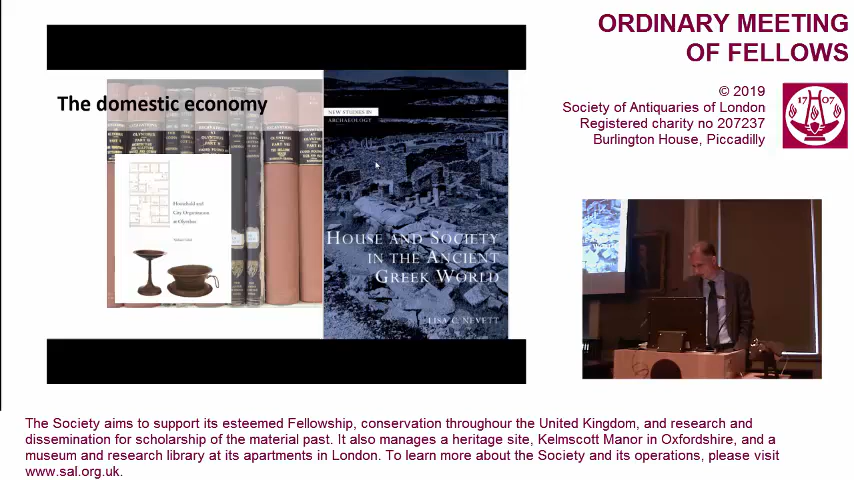 ORDINARY MEETING
OF FELLOWS
© 2019
Society of Antiquaries of London
Registered charity no 207237
Burlington House, Piccadilly
1707
The domestic economy
NEW STUDIES IN
ARCHAEOLOGY
Household and
City Organization
at Olynthus
HOUSE AND SOCIETY
IN THE ANCIENT
GREEK WORLD
LISA C. NEVETT
The Society aims to support its esteemed Fellowship, conservation throughour the United Kingdom, and research and
dissemination for scholarship of the material past. It also manages a heritage site, Kelmscott Manor in Oxfordshire, and a
museum and research library at its apartments in London. To learn more about the Society and its operations, please visit
www.sal.org.uk.